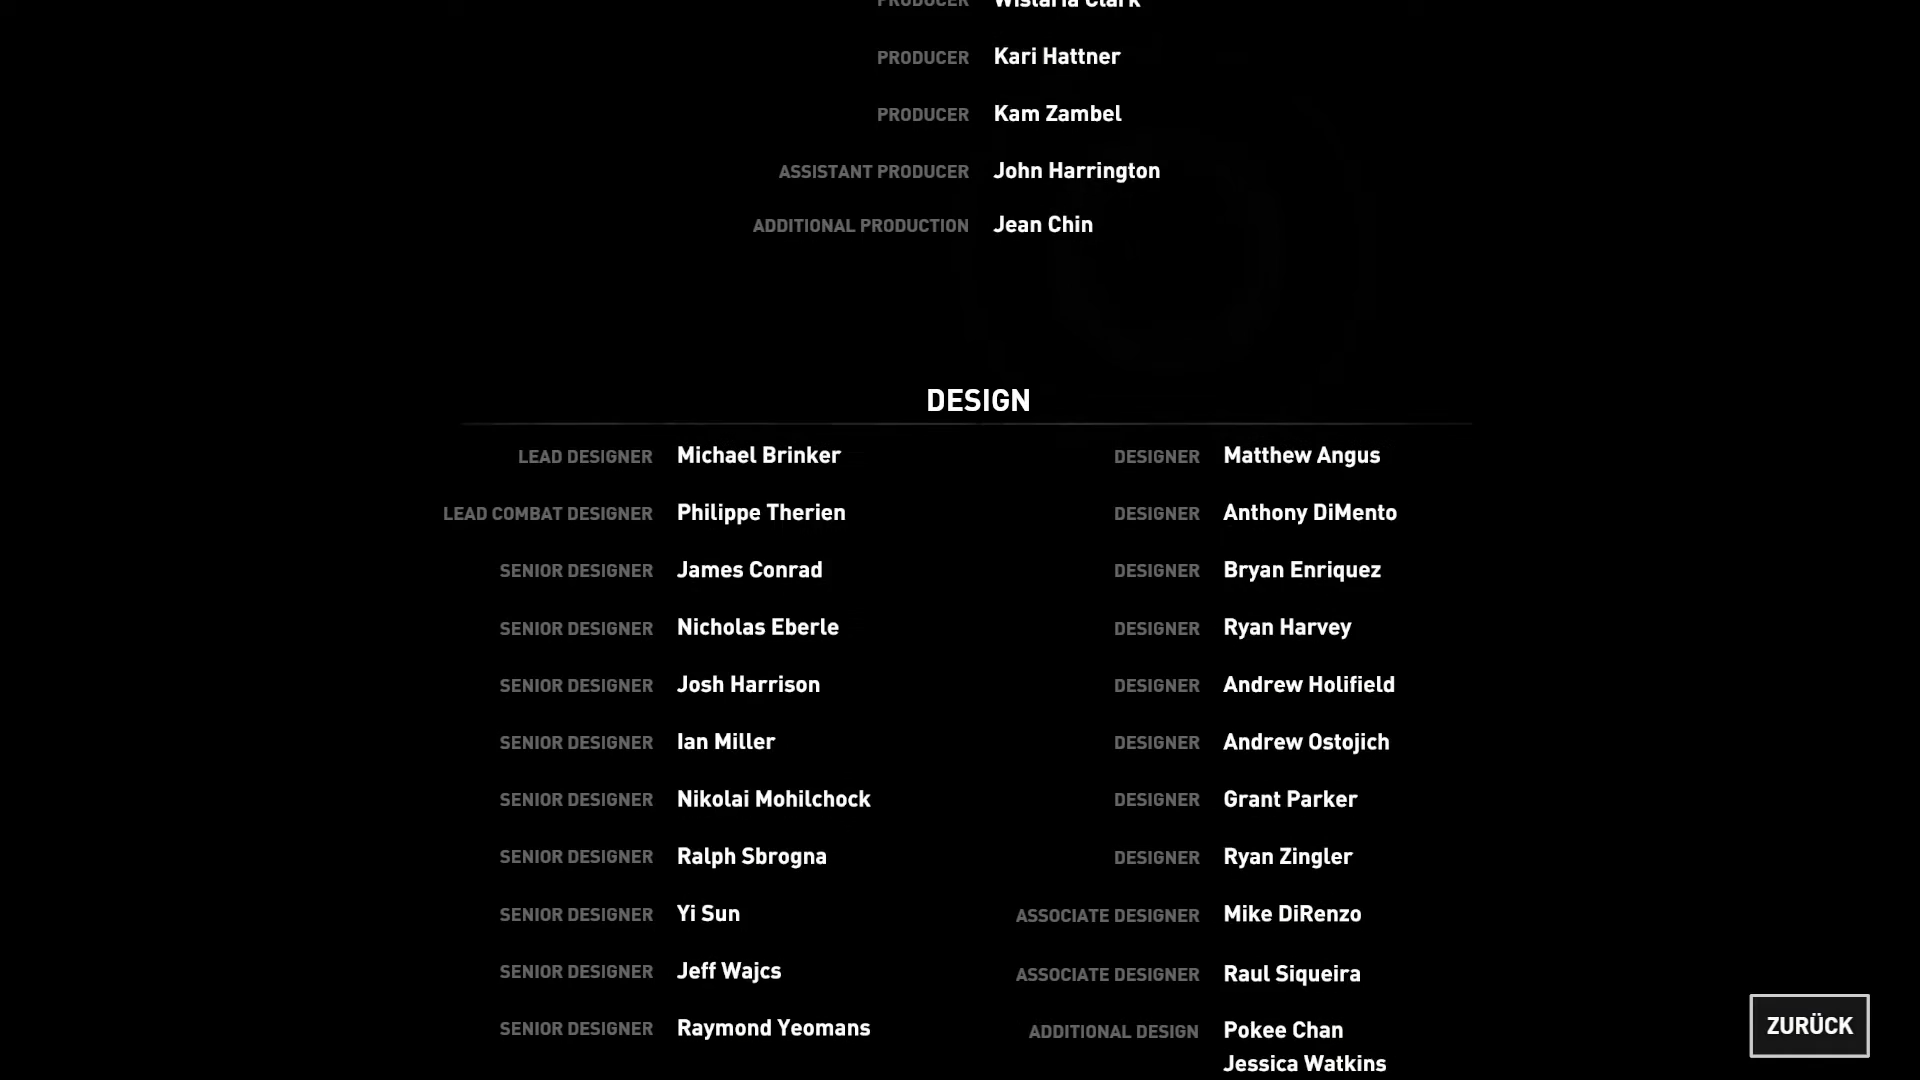 PRODUCER Wistaria Clark
PRODUCER Kari Hattner
PRODUCER Kam Zambel
ASSISTANT PRODUCER John Harrington
ADDITIONAL PRODUCTION Jean Chin
DESIGN
LEAD DESIGNER Michael Brinker
LEAD COMBAT DESIGNER Philippe Therien
SENIOR DESIGNER James Conrad
SENIOR DESIGNER Nicholas Eberle
SENIOR DESIGNER Josh Harrison
SENIOR DESIGNER Ian Miller
SENIOR DESIGNER Nikolai Mohilchock
SENIOR DESIGNER Ralph Sbrogna
SENIOR DESIGNER Yi Sun
SENIOR DESIGNER Jeff Wajcs
SENIOR DESIGNER Raymond Yeomans
DESIGNER Matthew Angus
DESIGNER Anthony DiMento
DESIGNER Bryan Enriquez
DESIGNER Ryan Harvey
DESIGNER Andrew Holifield
DESIGNER Andrew Ostojich
DESIGNER Grant Parker
DESIGNER Ryan Zingler
ASSOCIATE DESIGNER Mike DiRenzo
ASSOCIATE DESIGNER Raul Siqueira
ADDITIONAL DESIGN Pokee Chan
Jessica Watkins
ZURÜCK